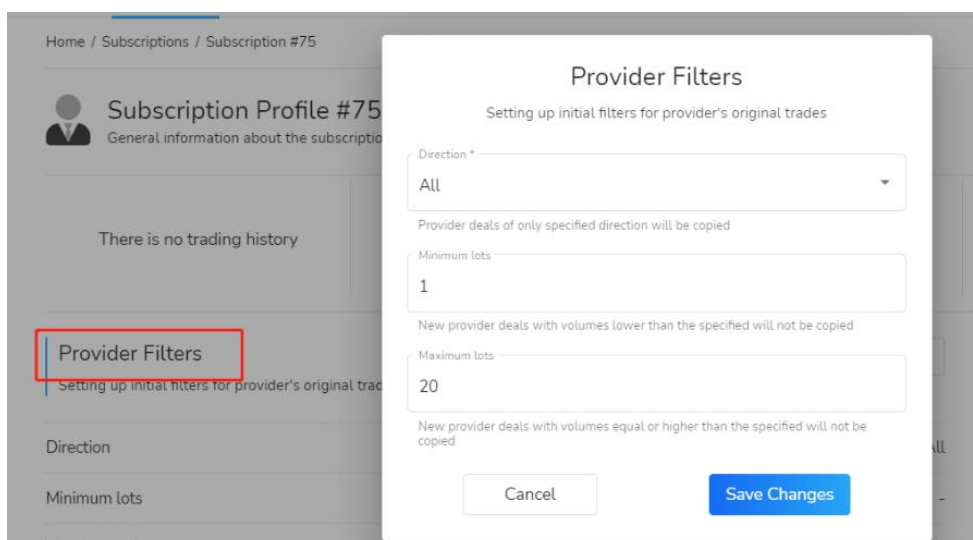 Home / Subscriptions / Subscription #75
Subscription Profile #75
General information about the subscriptio
There is no trading history
Provider Filters
Setting up initial filters for provider's original trad
Direction
All
Minimum lots
-
Provider Filters
Setting up initial filters for provider's original trades
Direction *
All
Provider deals of only specified direction will be copied
Minimum lots
1
New provider deals with volumes lower than the specified will not be copied
Maximum lots
20
New provider deals with volumes equal or higher than the specified will not be
copied
Cancel
Save Changes